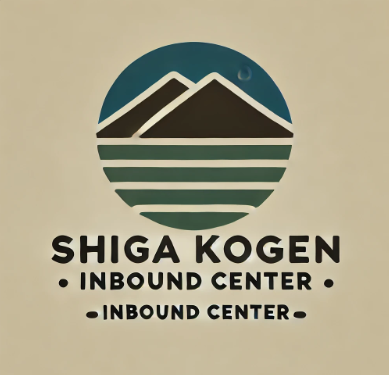 SHIGA KOGEN
• INBOUND CENTER •
-INBOUND CENTER-